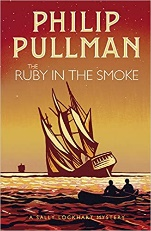 PHILIP
PULLMAN
THE
RUBY IN THE SMOKE
A SALLY LOCKHART MYSTERY